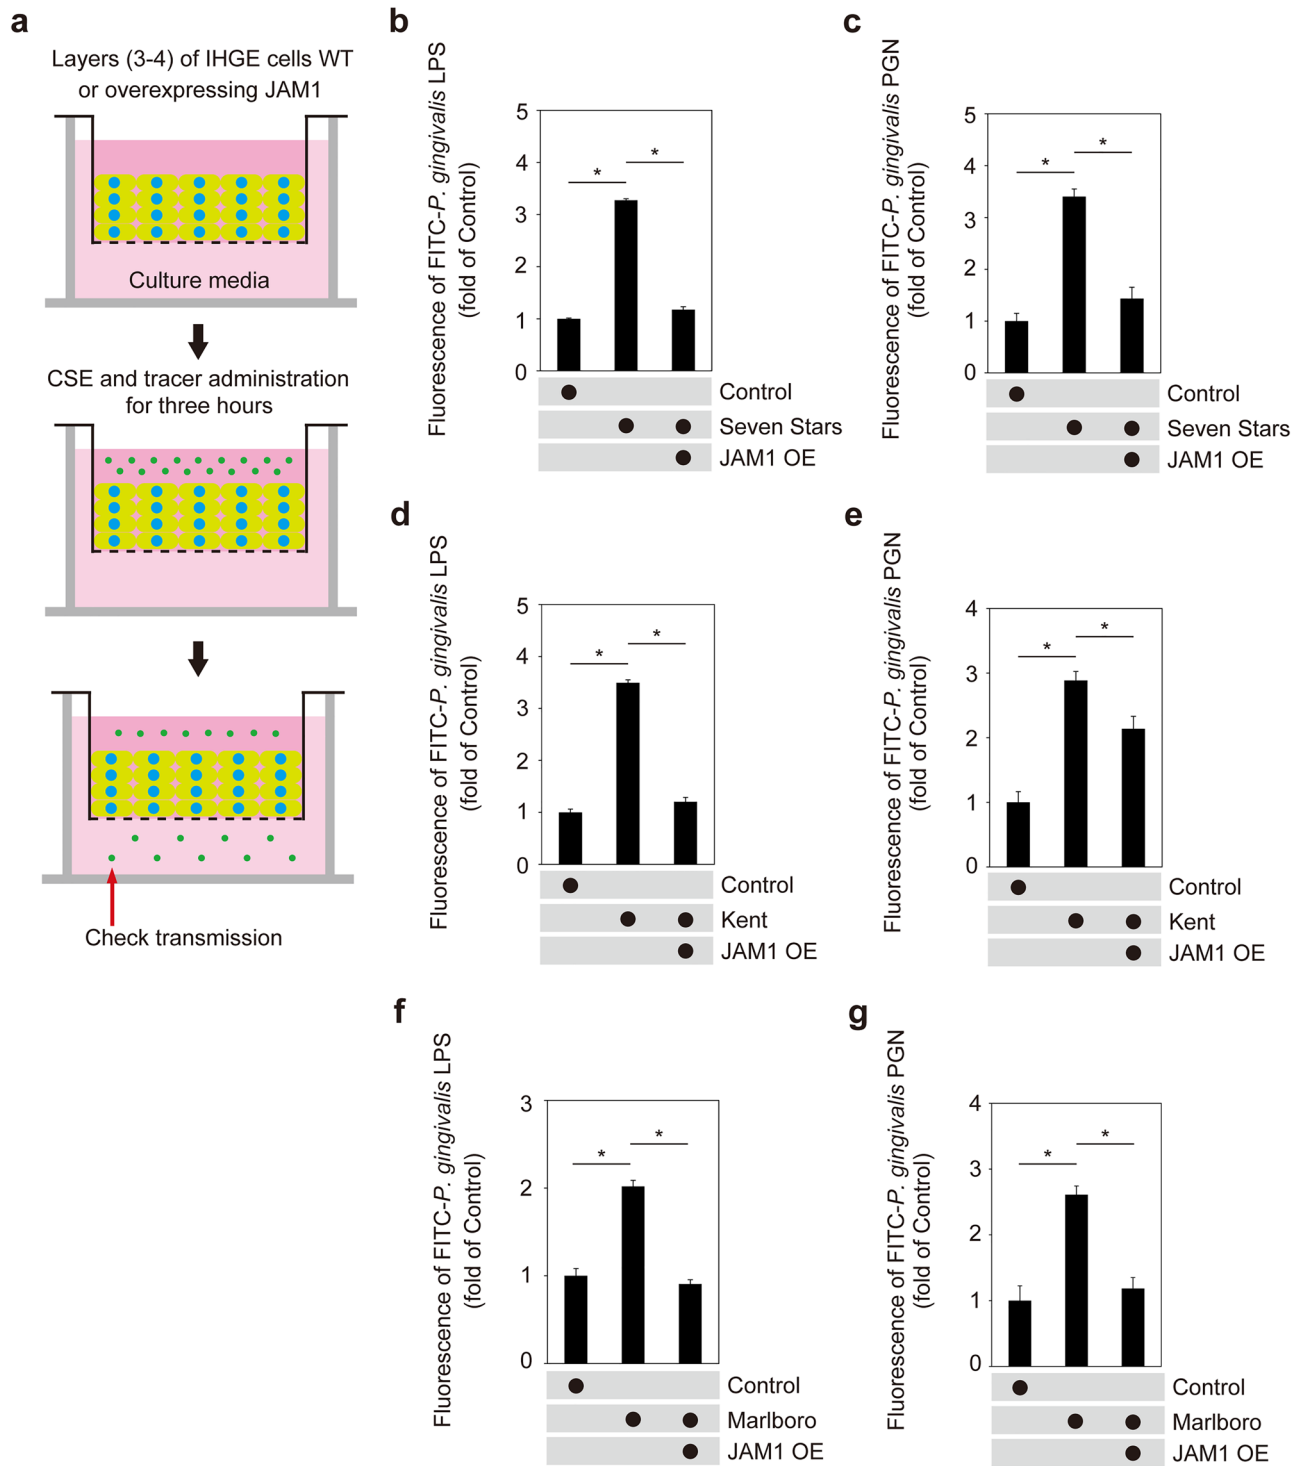 a
Layers (3-4) of IHGE cells WT
or overexpressing JAM1
Culture media
CSE and tracer administration
for three hours
Check transmission
b
Fluorescence of FITC-P. gingivalis LPS
(fold of Control)
5
4
3
2
1
0
*
*
Control
Seven Stars
JAM1 OE
c
Fluorescence of FITC-P. gingivalis PGN
(fold of Control)
5
4
3
2
1
0
*
*
Control
Seven Stars
JAM1 OE
d
Fluorescence of FITC-P. gingivalis LPS
(fold of Control)
5
4
3
2
1
0
*
*
Control
Kent
JAM1 OE
e
Fluorescence of FITC-P. gingivalis PGN
(fold of Control)
4
3
2
1
0
*
*
Control
Kent
JAM1 OE
f
Fluorescence of FITC-P. gingivalis LPS
(fold of Control)
3
2
1
0
*
*
Control
Marlboro
JAM1 OE
g
Fluorescence of FITC-P. gingivalis PGN
(fold of Control)
4
3
2
1
0
*
*
Control
Marlboro
JAM1 OE